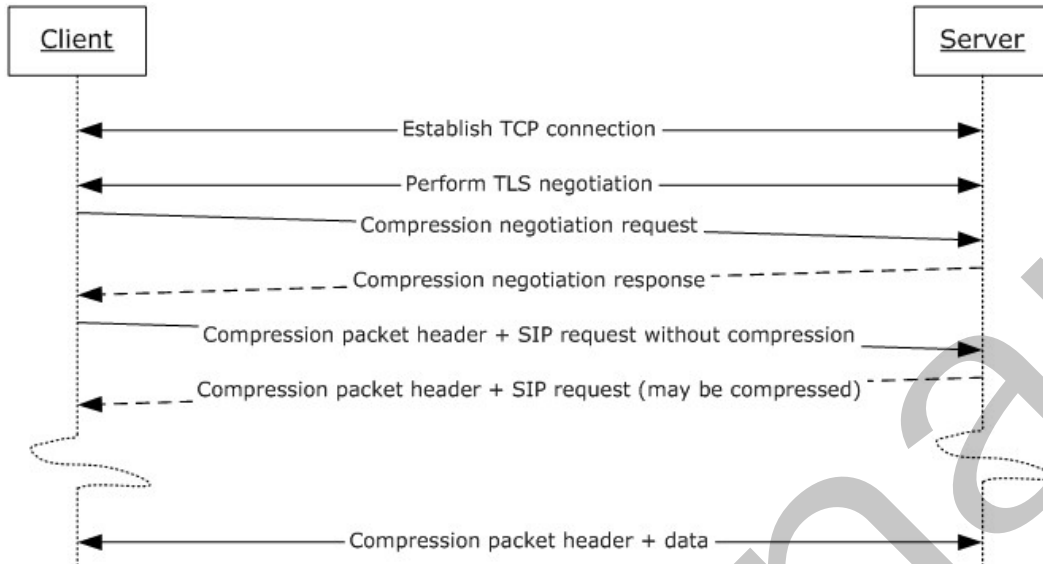 Client
Server
Establish TCP connection
Perform TLS negotiation
Compression negotiation request
Compression negotiation response
Compression packet header + SIP request without compression
Compression packet header + SIP request (may be compressed)
Compression packet header + data